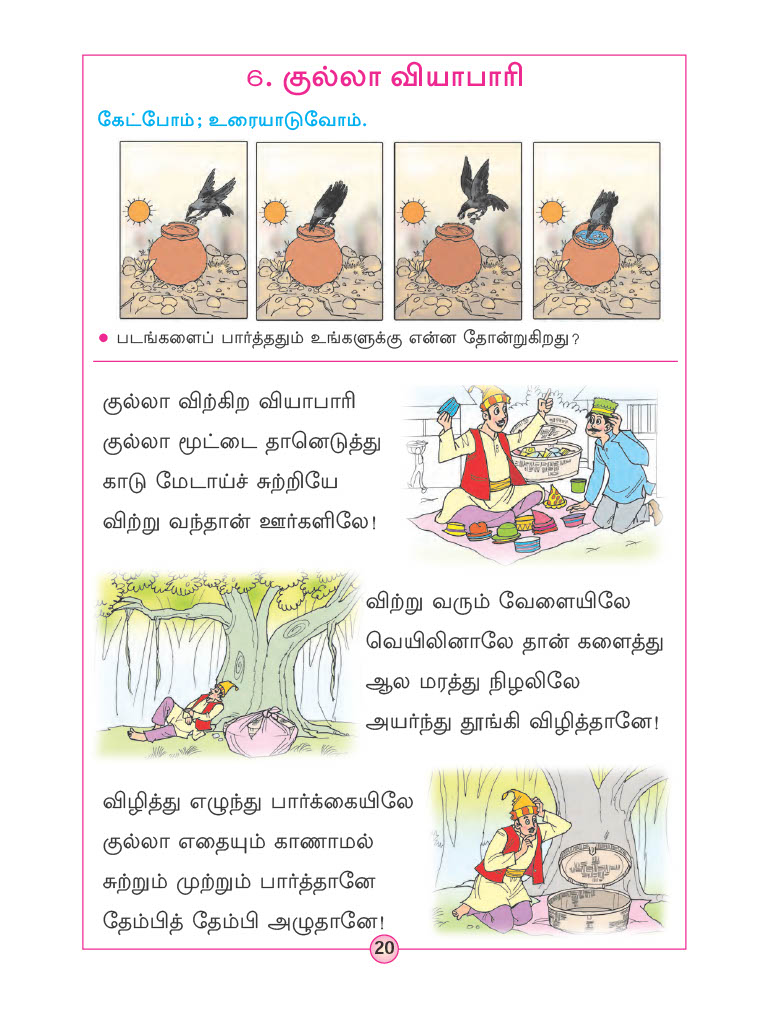 6. குல்லா வியாபாரி
கேட்போம்; உரையாடுவோம்.
• படங்களைப் பார்த்ததும் உங்களுக்கு என்ன தோன்றுகிறது?
குல்லா விற்கிற வியாபாரி
குல்லா மூட்டை தானெடுத்து
காடு மேடாய்ச் சுற்றியே
விற்று வந்தான் ஊர்களிலே!
விற்று வரும் வேளையிலே
வெயிலினாலே தான் களைத்து
ஆல மரத்து நிழலிலே
அயர்ந்து தூங்கி விழித்தானே!
விழித்து எழுந்து பார்க்கையிலே
குல்லா எதையும் காணாமல்
சுற்றும் முற்றும் பார்த்தானே
தேம்பித் தேம்பி அழுதானே!
20